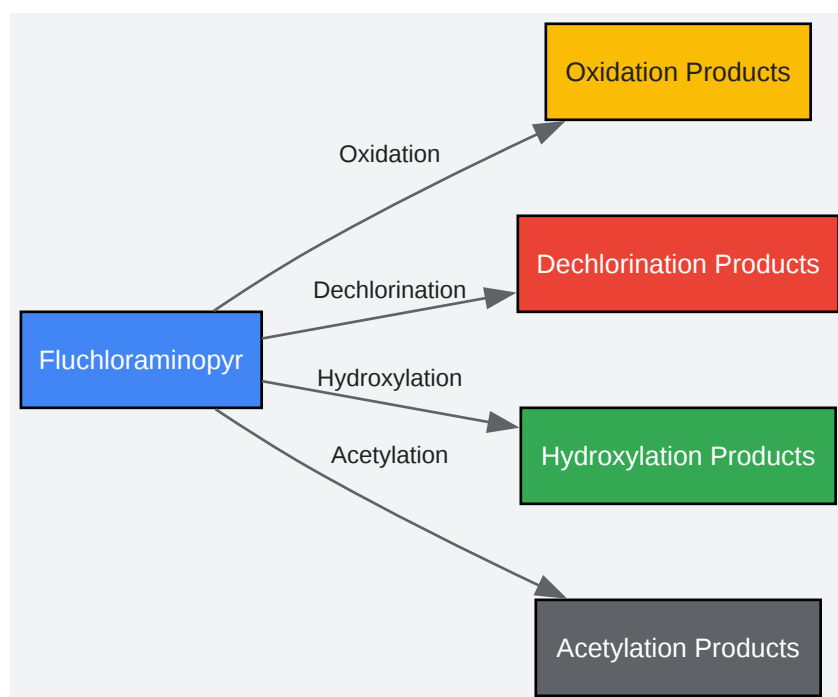 Oxidation Products
Oxidation
Dechlorination Products
Dechlorination
Fluchloraminopyr
Hydroxylation
Hydroxylation Products
Acetylation
Acetylation Products